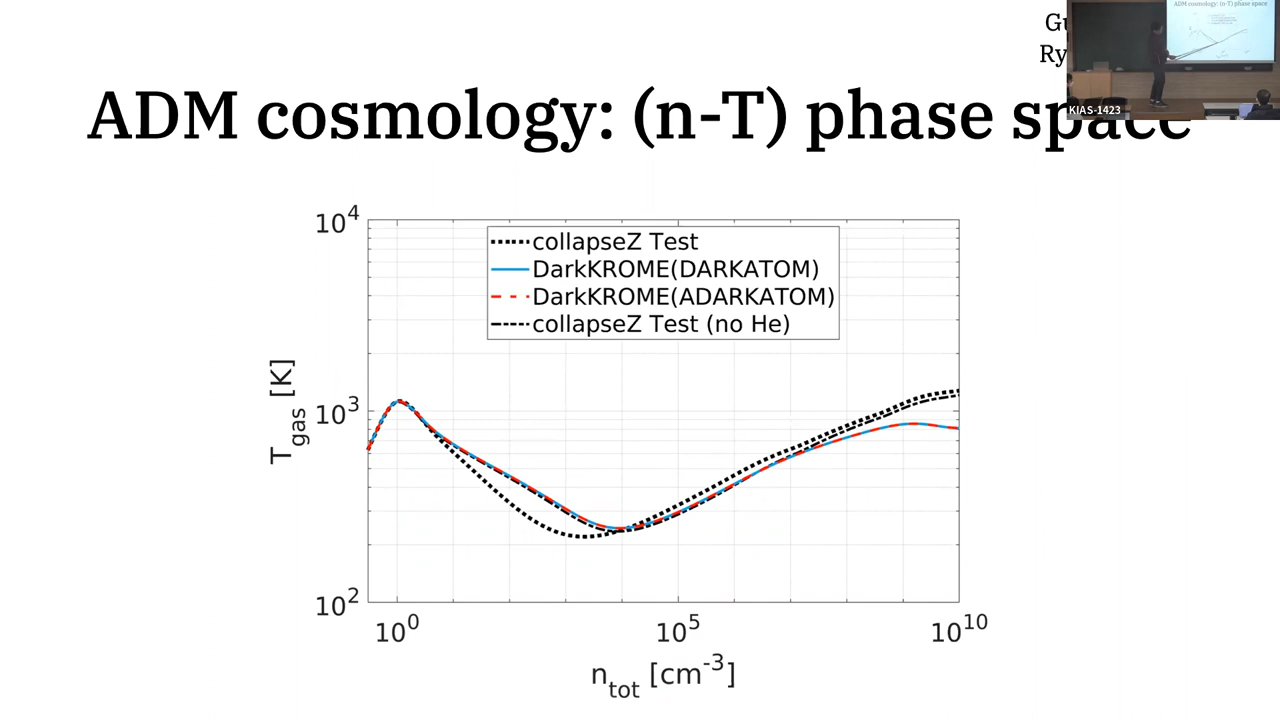 ADM cosmology: (n-T) phase space
KIAS-1423
10^4
10^3
10^2
T_gas [K]
collapseZ Test
DarkKROME(DARKATOM)
DarkKROME(ADARKATOM)
collapseZ Test (no He)
10^0
10^5
10^10
n_tot [cm^-3]